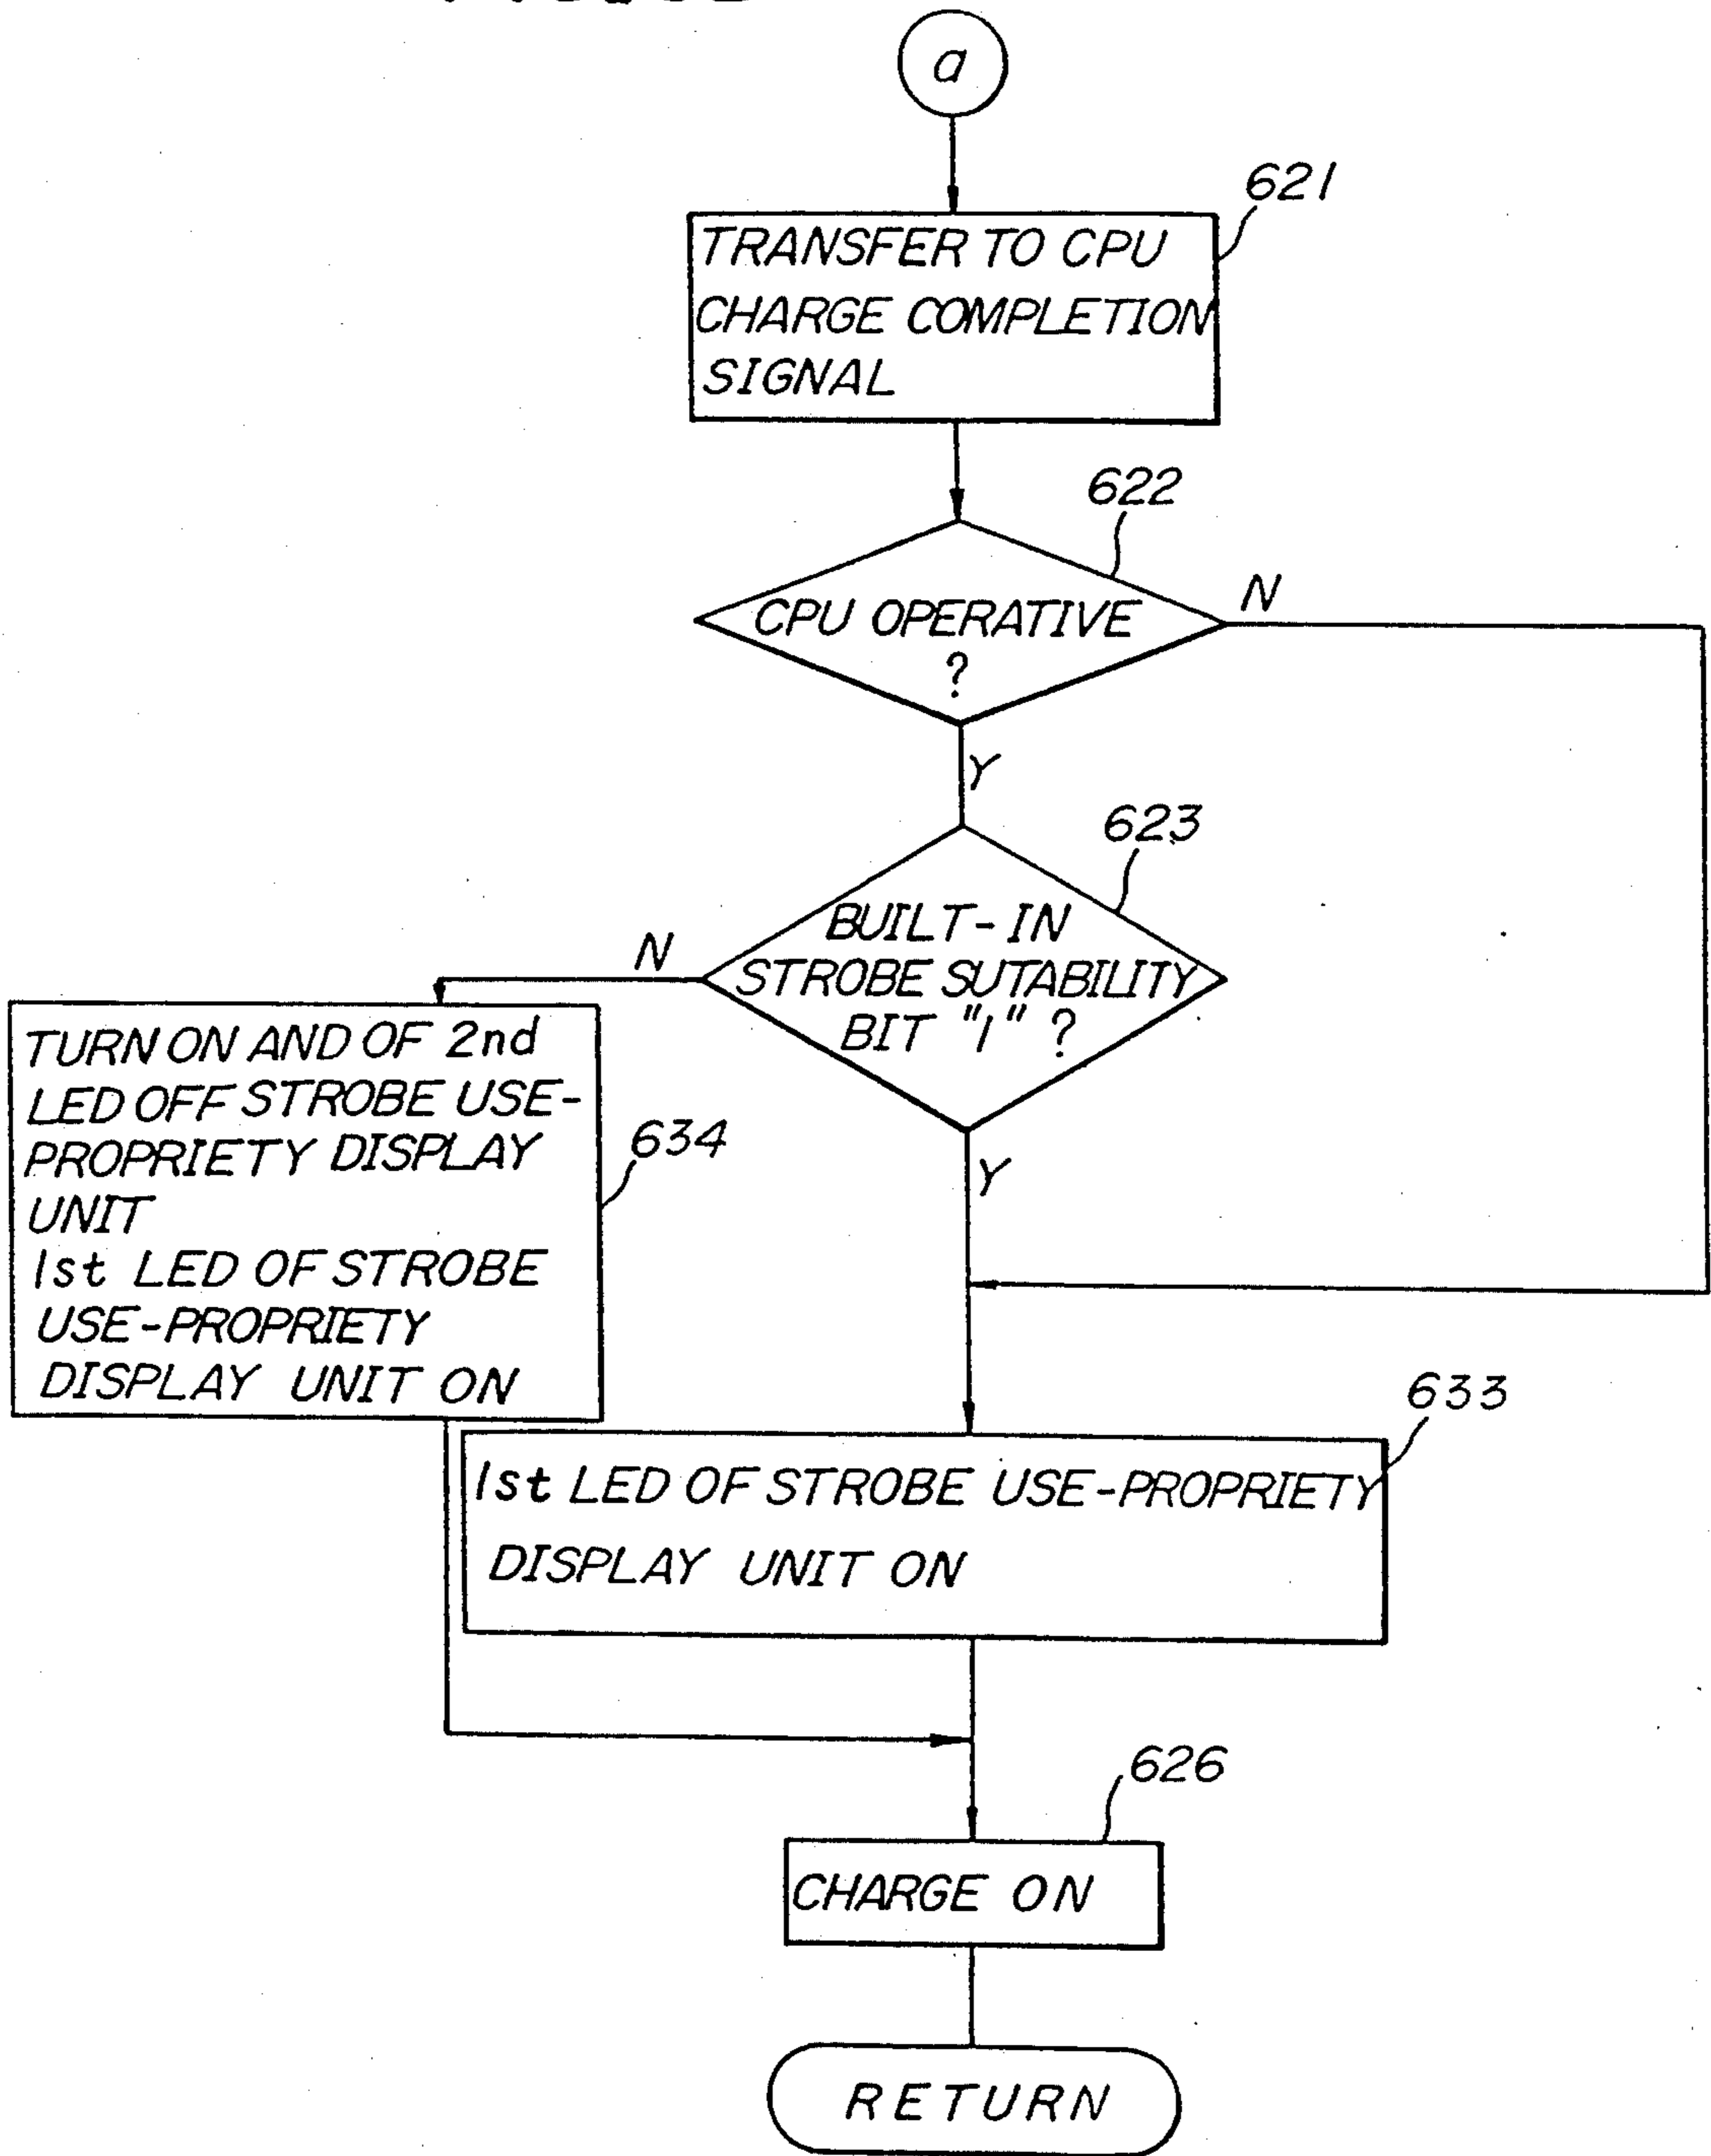 a
621
TRANSFER TO CPU
CHARGE COMPLETION
SIGNAL
622
CPU OPERATIVE
?
N
Y
623
BUILT-IN
STROBE SUTABILITY
BIT "1" ?
N
Y
TURN ON AND OF 2nd
LED OFF STROBE USE-
PROPRIETY DISPLAY
UNIT
1st LED OF STROBE
USE-PROPRIETY
DISPLAY UNIT ON
634
633
1st LED OF STROBE USE-PROPRIETY
DISPLAY UNIT ON
626
CHARGE ON
RETURN